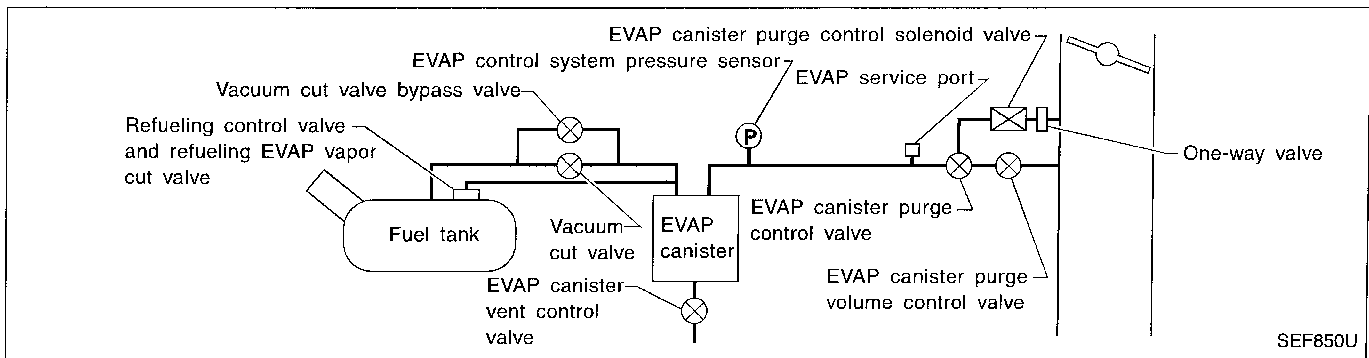 EVAP canister purge control solenoid valve
EVAP control system pressure sensor
EVAP service port
Vacuum cut valve bypass valve
Refueling control valve
and refueling EVAP vapor
cut valve
P
One-way valve
Fuel tank
Vacuum
cut valve
EVAP
canister
EVAP canister purge
control valve
EVAP canister
vent control
valve
EVAP canister purge
volume control valve
SEF850U